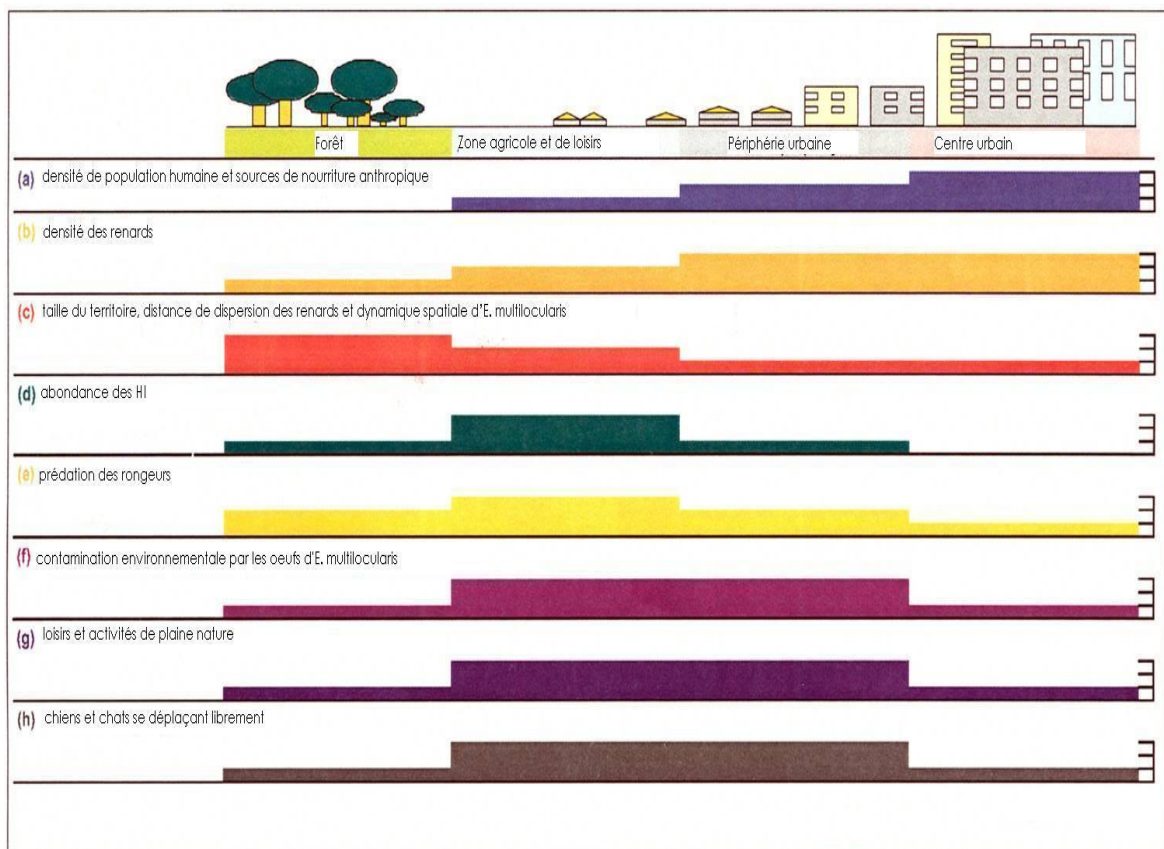 Forêt Zone agricole et de loisirs Périphérie urbaine Centre urbain
(a) densité de population humaine et sources de nourriture anthropique
(b) densité des renards
(c) taille du territoire, distance de dispersion des renards et dynamique spatiale d'E. multilocularis
(d) abondance des HI
(e) prédation des rongeurs
(f) contamination environnementale par les oeufs d'E. multilocularis
(g) loisirs et activités de plaine nature
(h) chiens et chats se déplaçant librement